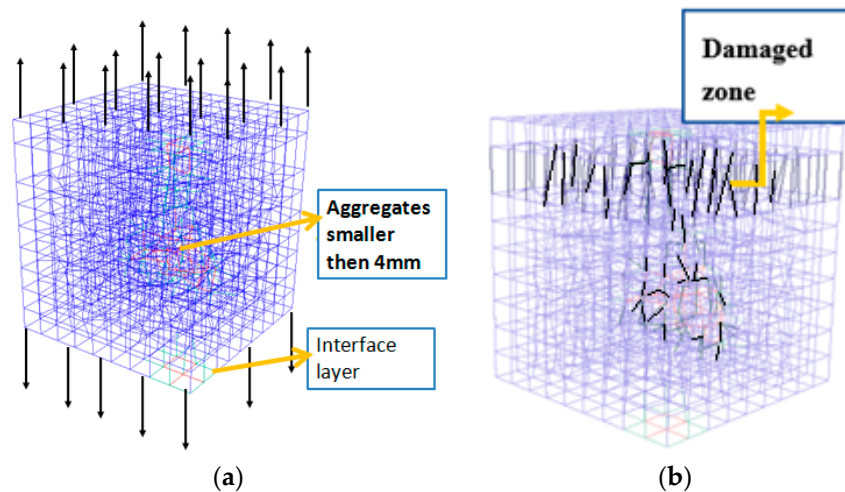 Aggregates
smaller
then 4mm
Interface
layer
(a)
Damaged
zone
(b)